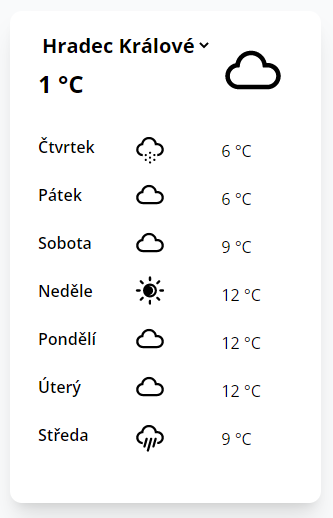 Hradec Králové
1 °C
Čtvrtek 6 °C
Pátek 6 °C
Sobota 9 °C
Neděle 12 °C
Pondělí 12 °C
Úterý 12 °C
Středa 9 °C